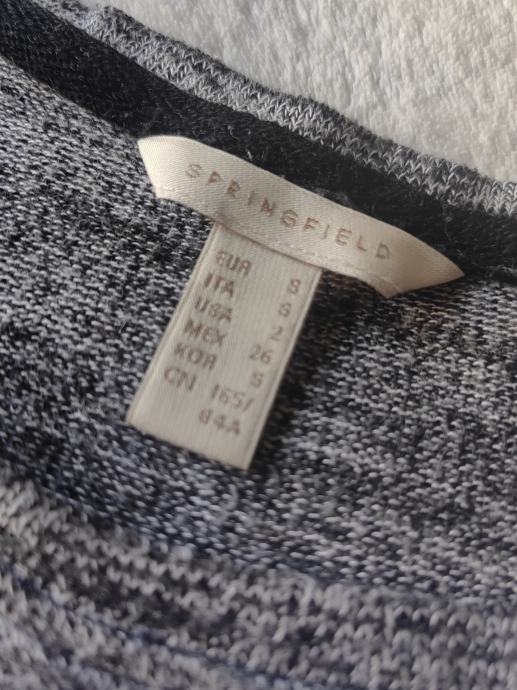 SPRINGFIELD
EUR S
ITA S
USA 2
MEX 26
KOR S
CN 165/
84A